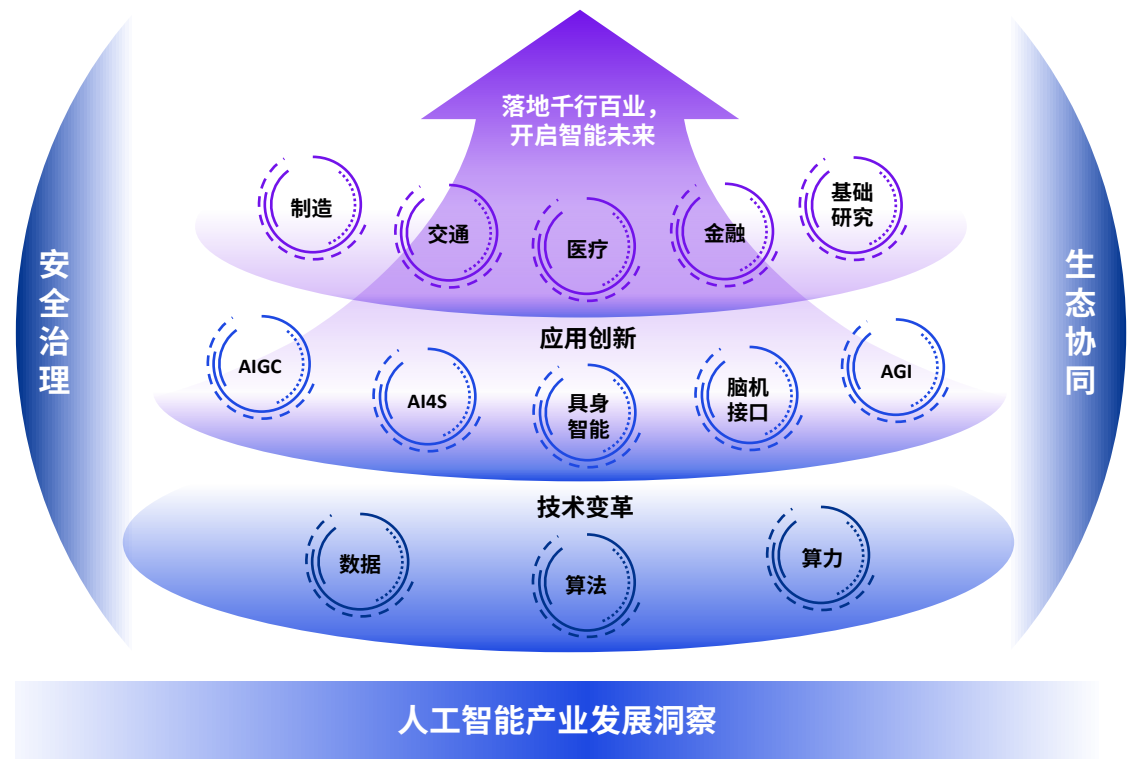 落地千行百业，
开启智能未来
制造
交通
医疗
金融
基础
研究
应用创新
AIGC
AI4S
具身
智能
脑机
接口
AGI
技术变革
数据
算法
算力
安全治理
生态协同
人工智能产业发展洞察